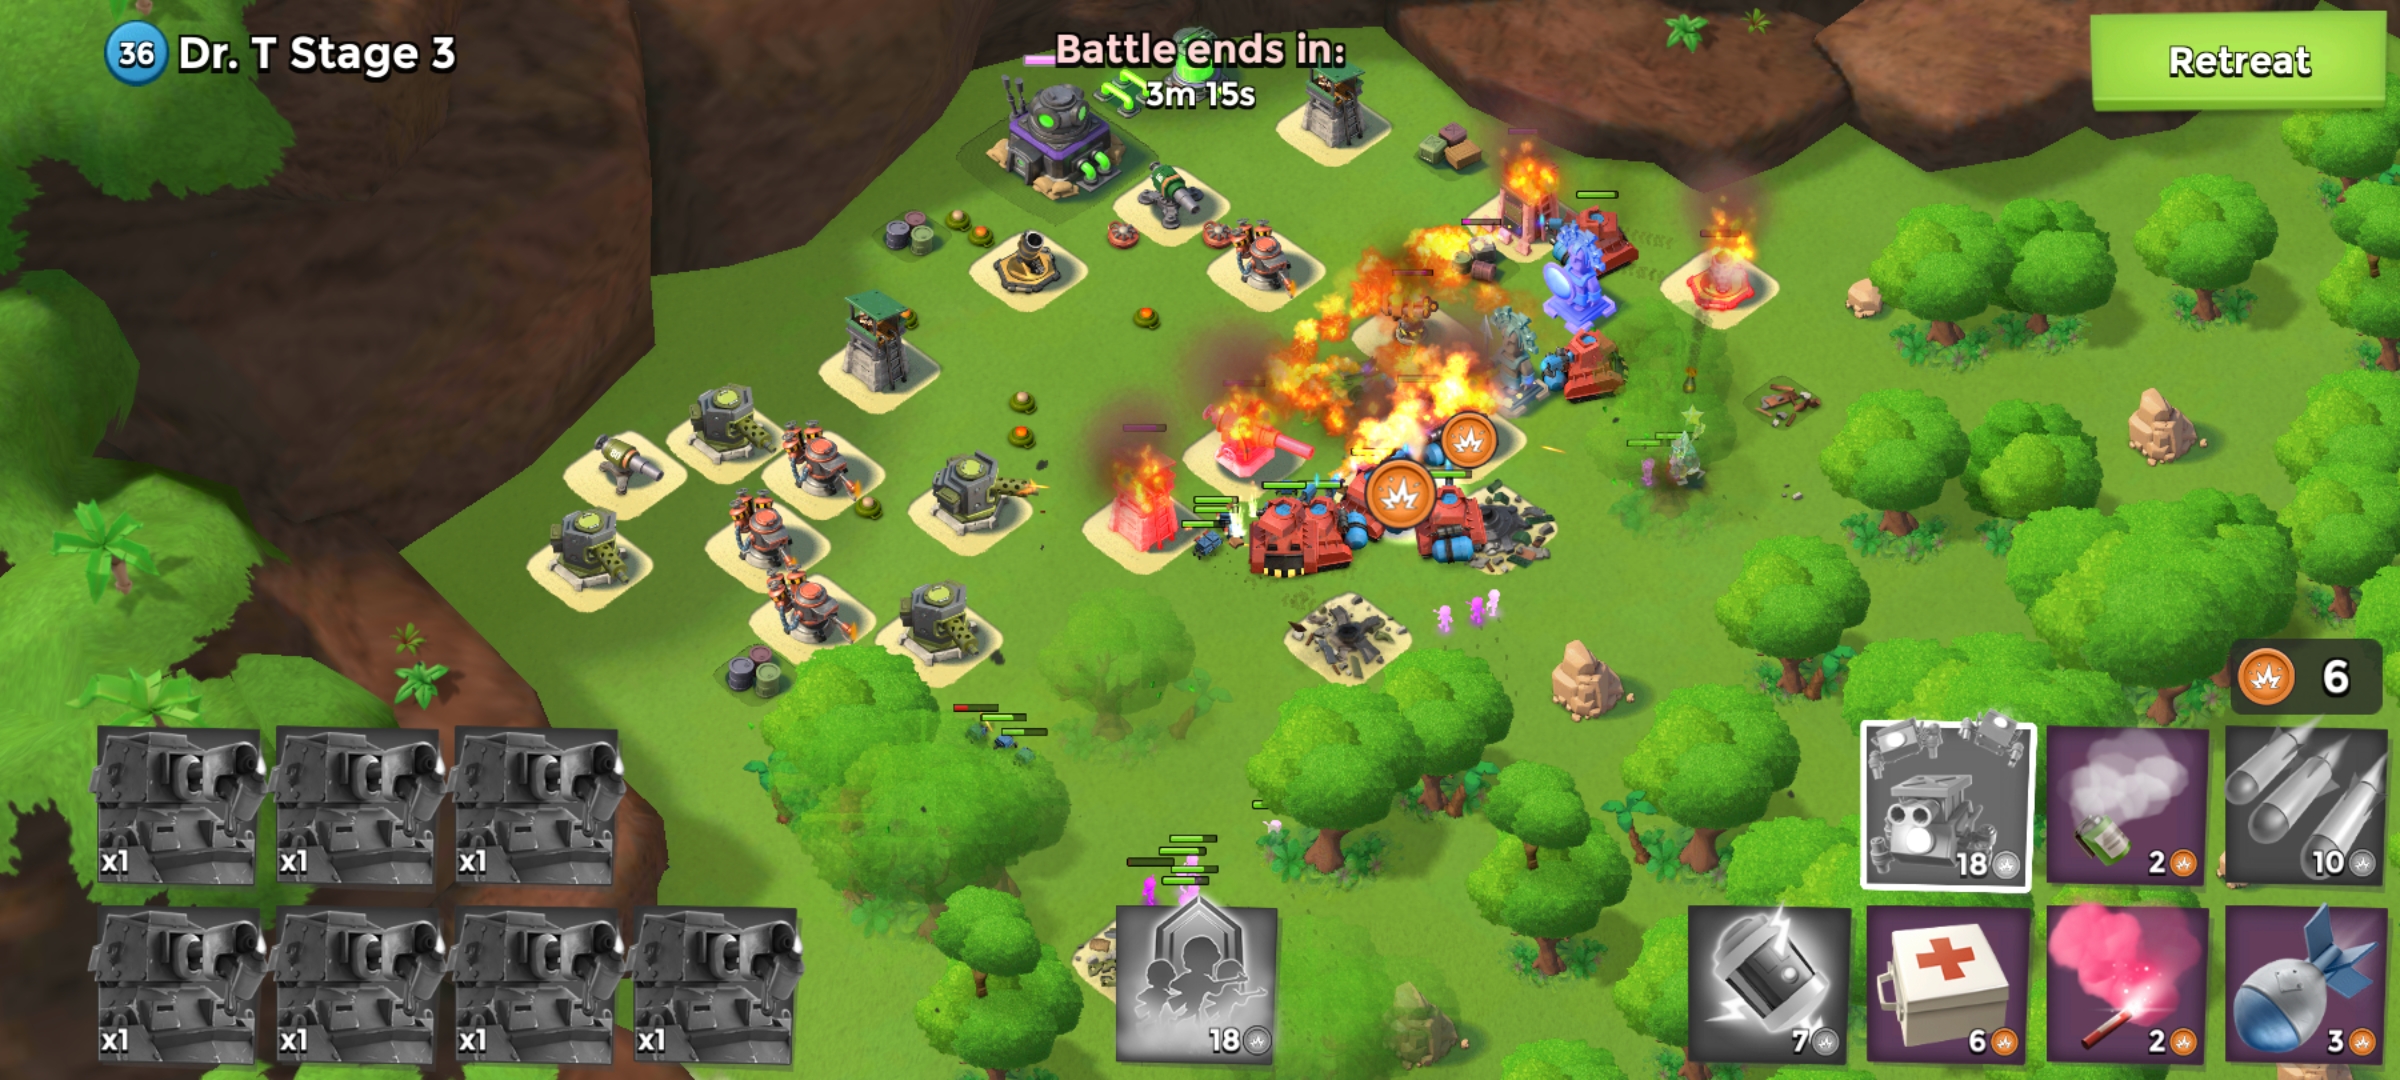 36 Dr. T Stage 3
Battle ends in:
3m 15s
Retreat
6
x1 x1 x1
18 2 10
x1 x1 x1 x1
18 7 6 2 3